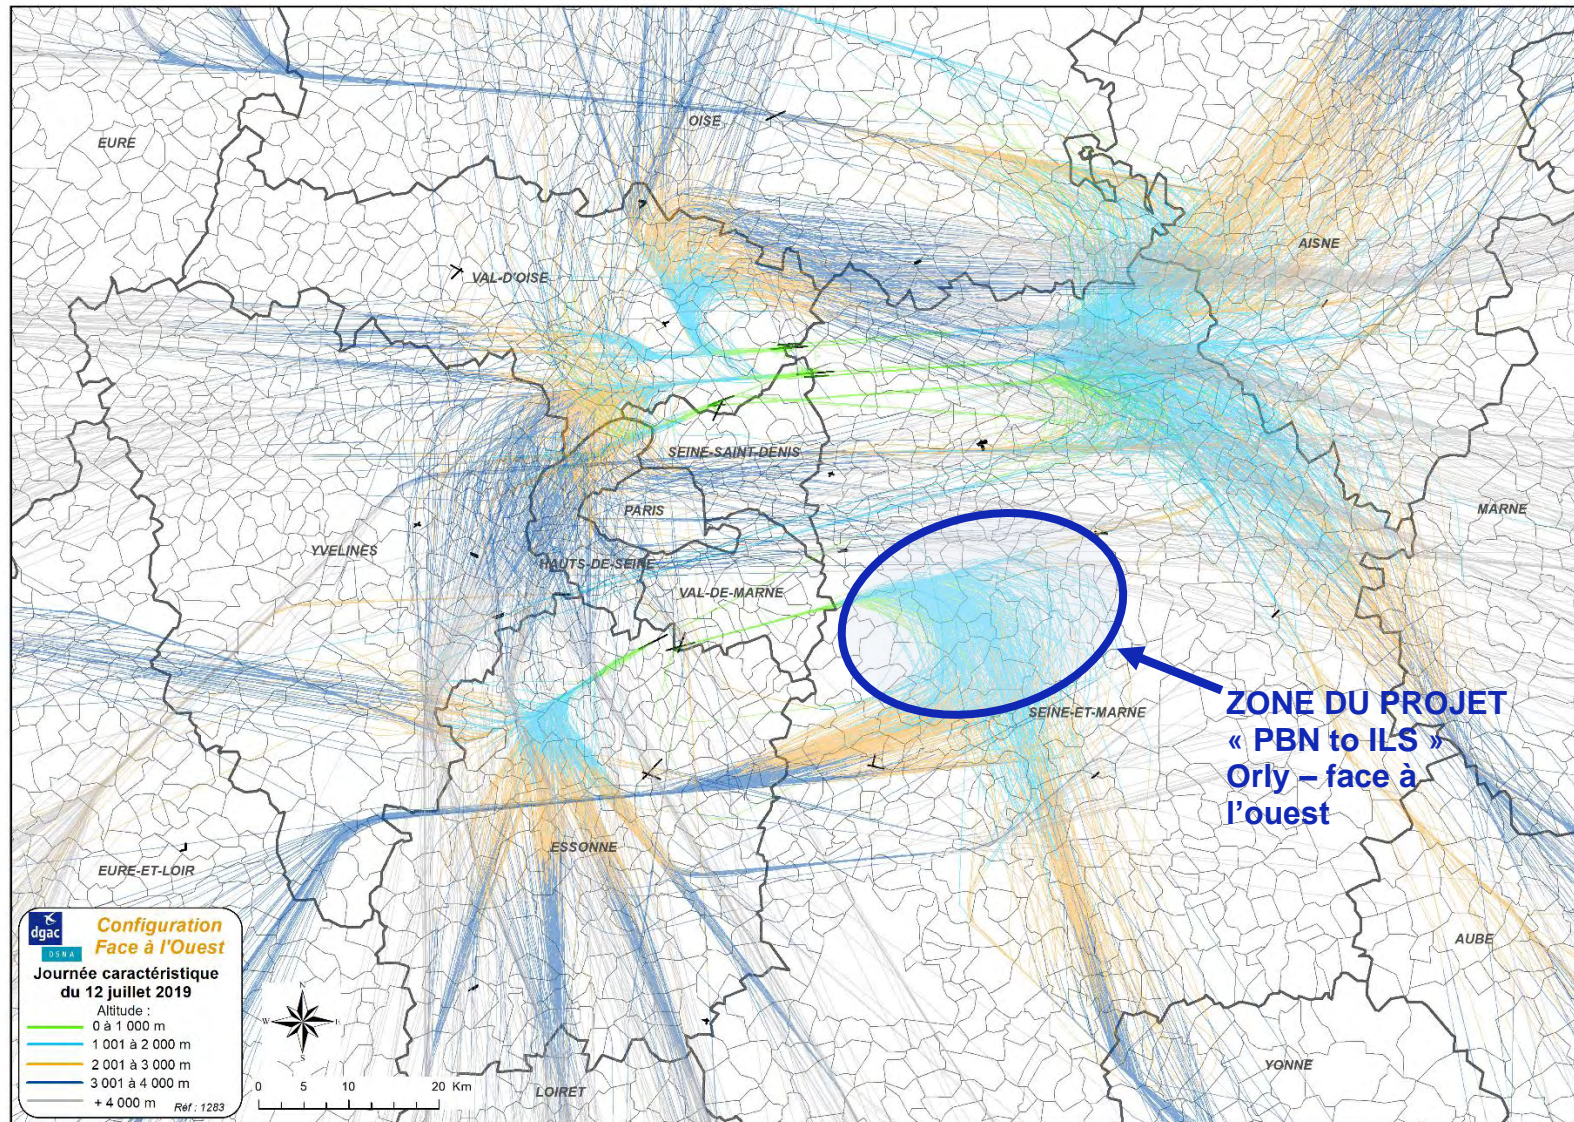 OISE
EURE
AISNE
VAL-D'OISE
SEINE-SAINT-DENIS
PARIS
MARNE
YVELINES
HAUTS-DE-SEINE
VAL-DE-MARNE
SEINE-ET-MARNE
ZONE DU PROJET
« PBN to ILS »
Orly – face à
l'ouest
ESSONNE
EURE-ET-LOIR
AUBE
YONNE
LOIRET
dgac
DSNA
Configuration
Face à l'Ouest
Journée caractéristique
du 12 juillet 2019
Altitude :
0 à 1 000 m
1 001 à 2 000 m
2 001 à 3 000 m
3 001 à 4 000 m
+ 4 000 m
Réf : 1283
N
W
E
S
0 5 10 20 Km